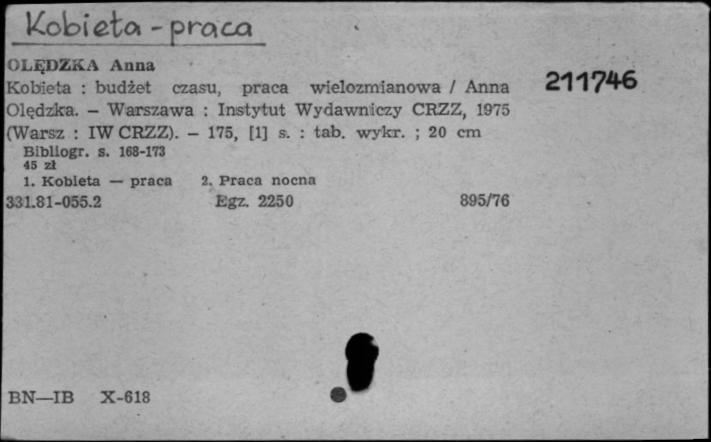 Kobieta - praca
OLĘDZKA Anna
Kobieta : budżet czasu, praca wielozmianowa / Anna
Olędzka. – Warszawa : Instytut Wydawniczy CRZZ, 1975
(Warsz : IW CRZZ). – 175, [1] s. : tab. wykr. ; 20 cm
Bibliogr. s. 168-173
45 zł
1. Kobieta — praca 2. Praca nocna
331.81-055.2 Egz. 2250 895/76
211746
BN—IB X-618